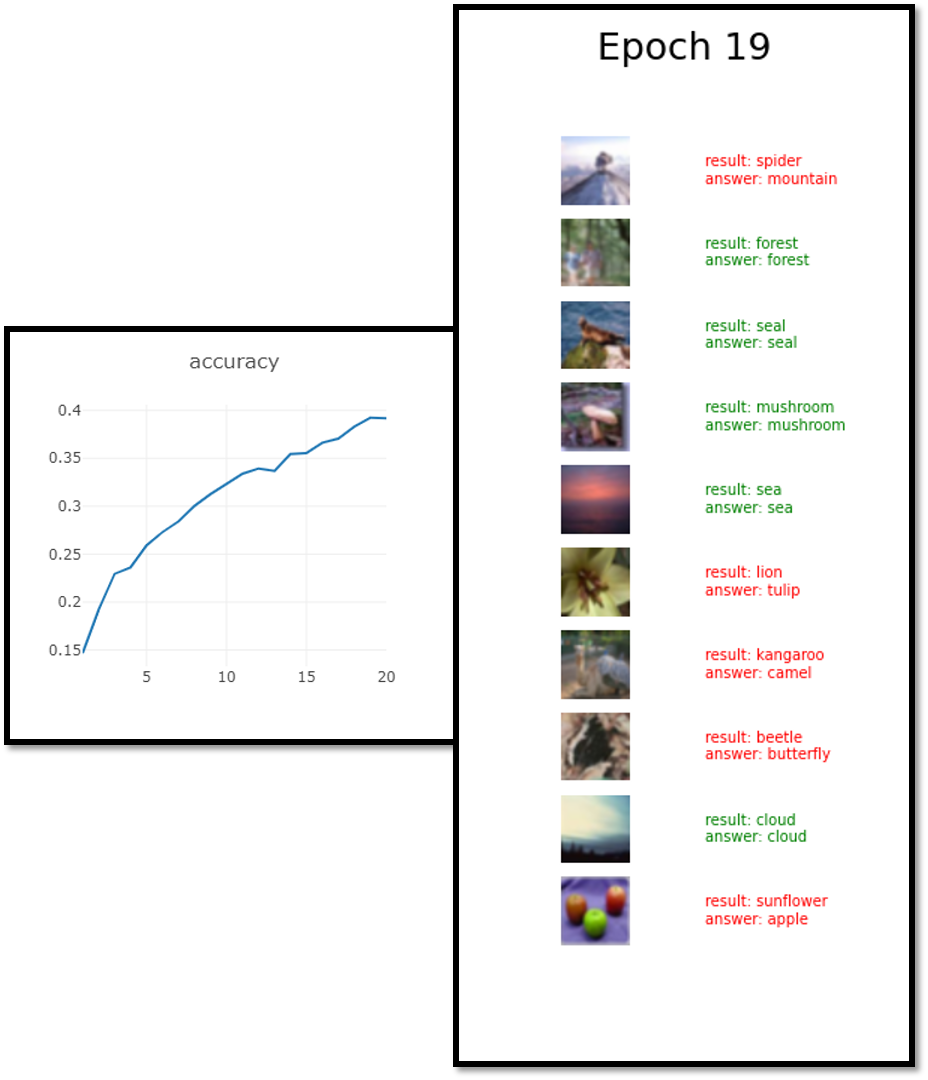 accuracy
0.4
0.35
0.3
0.25
0.2
0.15
5 10 15 20
Epoch 19
result: spider
answer: mountain
result: forest
answer: forest
result: seal
answer: seal
result: mushroom
answer: mushroom
result: sea
answer: sea
result: lion
answer: tulip
result: kangaroo
answer: camel
result: beetle
answer: butterfly
result: cloud
answer: cloud
result: sunflower
answer: apple